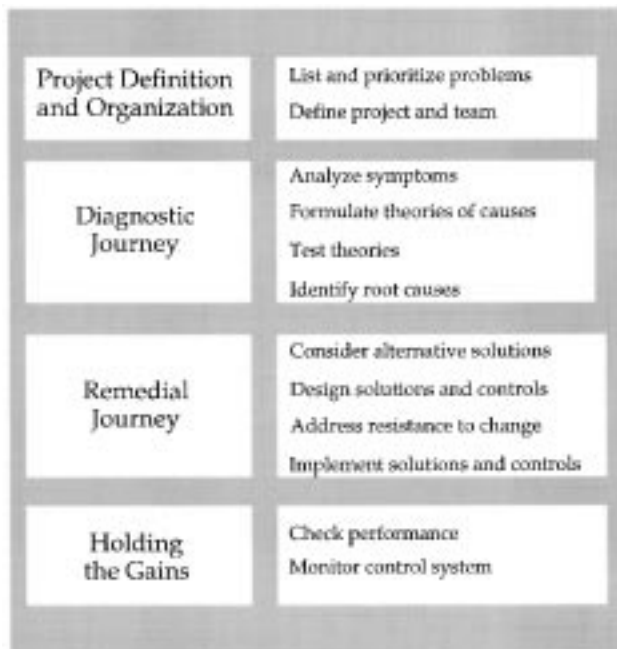 Project Definition
and Organization
List and prioritize problems
Define project and team
Diagnostic
Journey
Analyze symptoms
Formulate theories of causes
Test theories
Identify root causes
Remedial
Journey
Consider alternative solutions
Design solutions and controls
Address resistance to change
Implement solutions and controls
Holding
the Gains
Check performance
Monitor control system